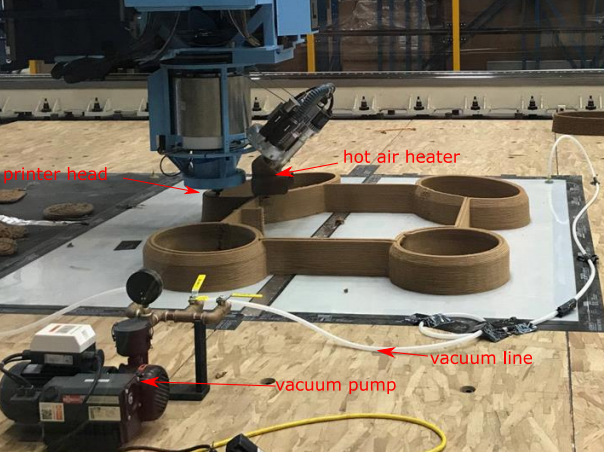 hot air heater
printer head
vacuum line
vacuum pump